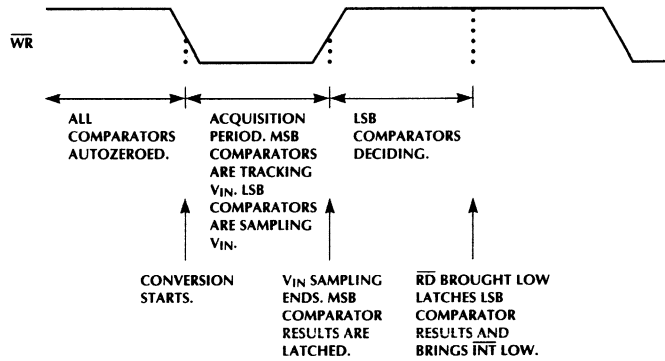 WR
ALL
COMPARATORS
AUTOZEROED.
ACQUISITION
PERIOD. MSB
COMPARATORS
ARE TRACKING
VIN. LSB
COMPARATORS
ARE SAMPLING
VIN.
LSB
COMPARATORS
DECIDING.
CONVERSION
STARTS.
VIN SAMPLING
ENDS. MSB
COMPARATOR
RESULTS ARE
LATCHED.
RD BROUGHT LOW
LATCHES LSB
COMPARATOR
RESULTS AND
BRINGS INT LOW.